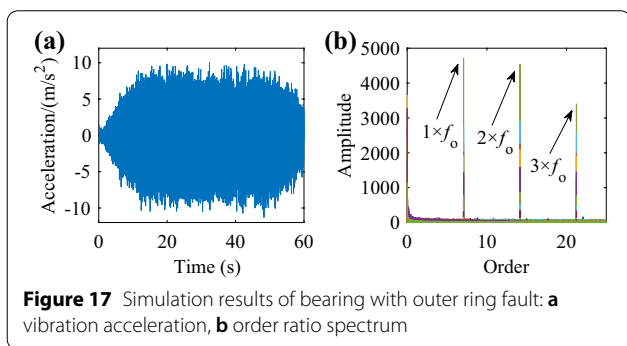 (a)
Acceleration/(m/s²)
10
5
0
-5
-10
0 20 40 60
Time (s)
(b)
Amplitude
5000
4000
3000
2000
1000
0
1×fₒ
2×fₒ
3×fₒ
0 10 20
Order
Figure 17 Simulation results of bearing with outer ring fault: a
vibration acceleration, b order ratio spectrum